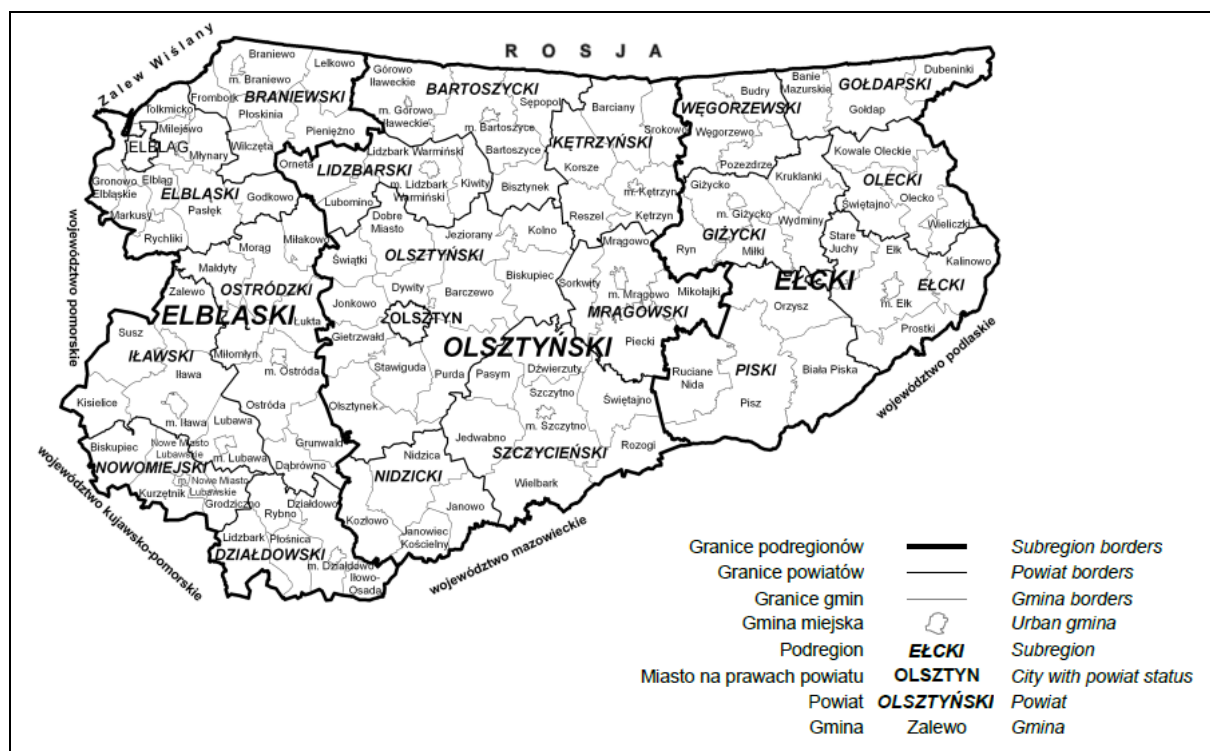 R O S J A
Zalew Wiślany
Braniewo
Lelkowo
m. Braniewo
Frombork
BRANIEWSKI
Płoskinia
Pieniężno
Wilczęta
Tolkmicko
Milejewo
ELBLĄG
Młynary
Gronowo
Elbląskie
Elbląg
ELBLĄSKI
Pasłęk
Godkowo
Markusy
Rychliki
Górowo
Iławeckie
BARTOSZYCKI
Sępopol
m. Górowo
Iławeckie
m. Bartoszyce
Bartoszyce
Bisztynek
Barciany
Srokowo
KĘTRZYŃSKI
Korsze
m. Kętrzyn
Reszel
Kętrzyn
WĘGORZEWSKI
Budry
Węgorzewo
Pozezdrze
Banie
Mazurskie
GOŁDAPSKI
Dubeninki
Gołdap
Orneta
Lidzbark Warmiński
LIDZBARSKI
m. Lidzbark
Warmiński
Kiwity
Lubomino
Kowale Oleckie
OLECKI
Świętajno
Olecko
Wieliczki
Kruklanki
Giżycko
m. Giżycko
Wydminy
GIŻYCKI
Ryn
Miłki
Stare
Juchy
Ełk
Kalinowo
EŁCKI
EŁCKI
m. Ełk
Prostki
Dobre
Miasto
Jeziorany
Kolno
Świątki
OLSZTYŃSKI
Biskupiec
Dywity
Barczewo
Jonkowo
OLSZTYN
OLSZTYŃSKI
Gietrzwałd
Stawiguda
Purda
Olsztynek
Mrągowo
Sorkwity
m. Mrągowo
Mikołajki
MRĄGOWSKI
Piecki
Orzysz
PISKI
Biała Piska
Ruciane
Nida
Pisz
Morąg
Miłakowo
Małdyty
OSTRÓDZKI
Zalewo
ELBLĄSKI
Łukta
Susz
Miłomłyn
IŁAWSKI
Iława
m. Ostróda
Kisielice
Ostróda
m. Iława
Lubawa
m. Lubawa
Grunwald
Dąbrówno
Biskupiec
Nowe Miasto
Lubawskie
NOWOMIEJSKI
m. Nowe Miasto
Lubawskie
Kurzętnik
Grodziczno
Rybno
Działdowo
Lidzbark
Płośnica
DZIAŁDOWSKI
m. Działdowo
Iłowo-
Osada
Pasym
Dźwierzuty
Szczytno
m. Szczytno
Świętajno
Jedwabno
SZCZYCIEŃSKI
Rozogi
Wielbark
Nidzica
NIDZICKI
Janowo
Kozłowo
Janowiec
Kościelny
województwo pomorskie
województwo kujawsko-pomorskie
województwo mazowieckie
województwo podlaskie
Granice podregionów Subregion borders
Granice powiatów Powiat borders
Granice gmin Gmina borders
Gmina miejska Urban gmina
Podregion EŁCKI Subregion
Miasto na prawach powiatu OLSZTYN City with powiat status
Powiat OLSZTYŃSKI Powiat
Gmina Zalewo Gmina